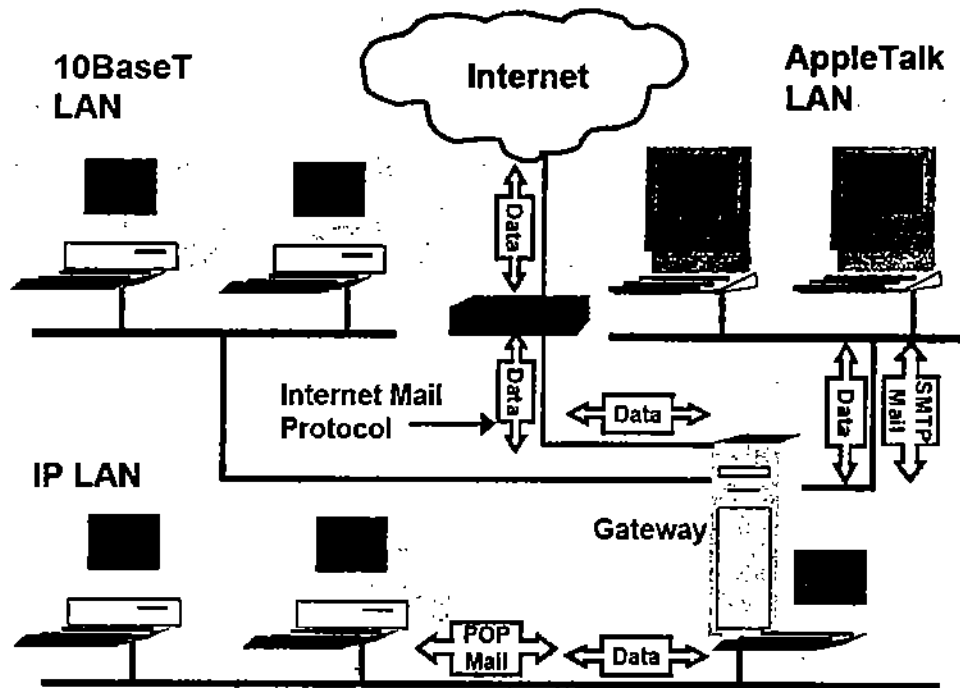 10BaseT
LAN
Internet
AppleTalk
LAN
Data
Data
Internet Mail
Protocol
Data
Data
SMTP
Mail
IP LAN
Gateway
POP
Mail
Data